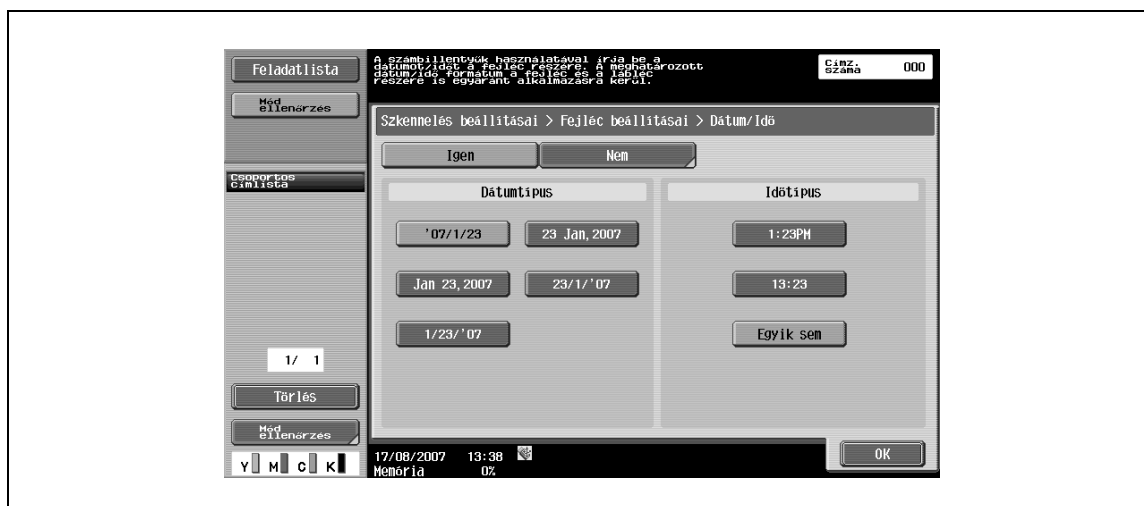 Feladatlista
Mód
ellenőrzés
A számbillentyűk használatával írja be a
dátumot/időt a fejléc részére. A meghatározott
dátum/idő formátum a fejléc és a lábléc
részére is egyaránt alkalmazásra kerül.
Címz.
száma 000
Szkennelés beállításai > Fejléc beállításai > Dátum/Idő
Igen Nem
Csoportos
címlista
Dátumtípus Időtípus
'07/1/23 23 Jan,2007 1:23PM
Jan 23,2007 23/1/'07 13:23
1/23/'07 Egyik sem
1/ 1
Törlés
Mód
ellenőrzés
Y M C K
17/08/2007 13:38
Memória 0%
OK